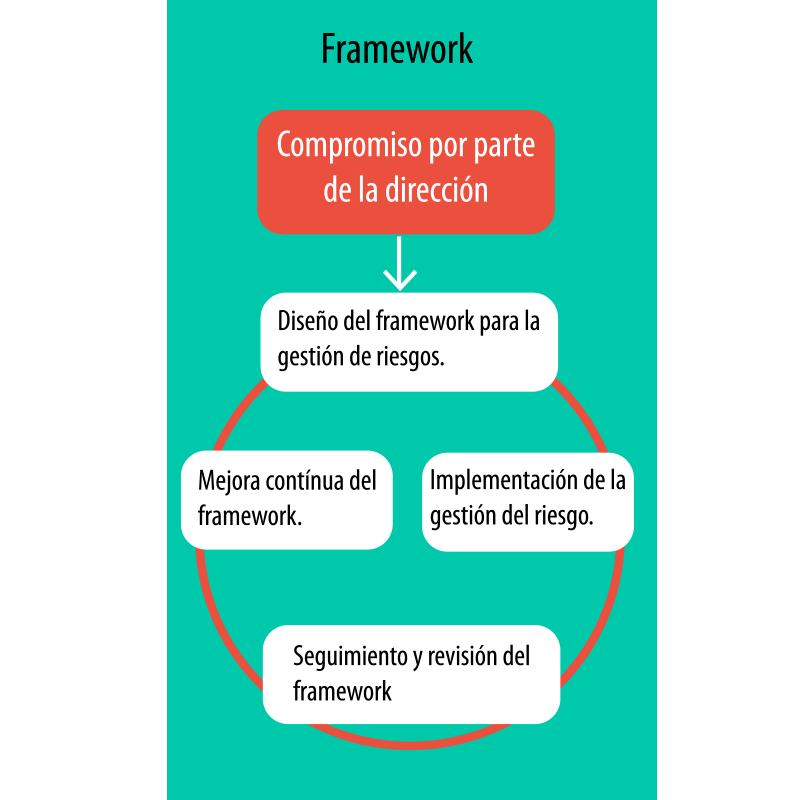 Framework
Compromiso por parte
de la dirección
Diseño del framework para la
gestión de riesgos.
Mejora contínua del
framework.
Implementación de la
gestión del riesgo.
Seguimiento y revisión del
framework